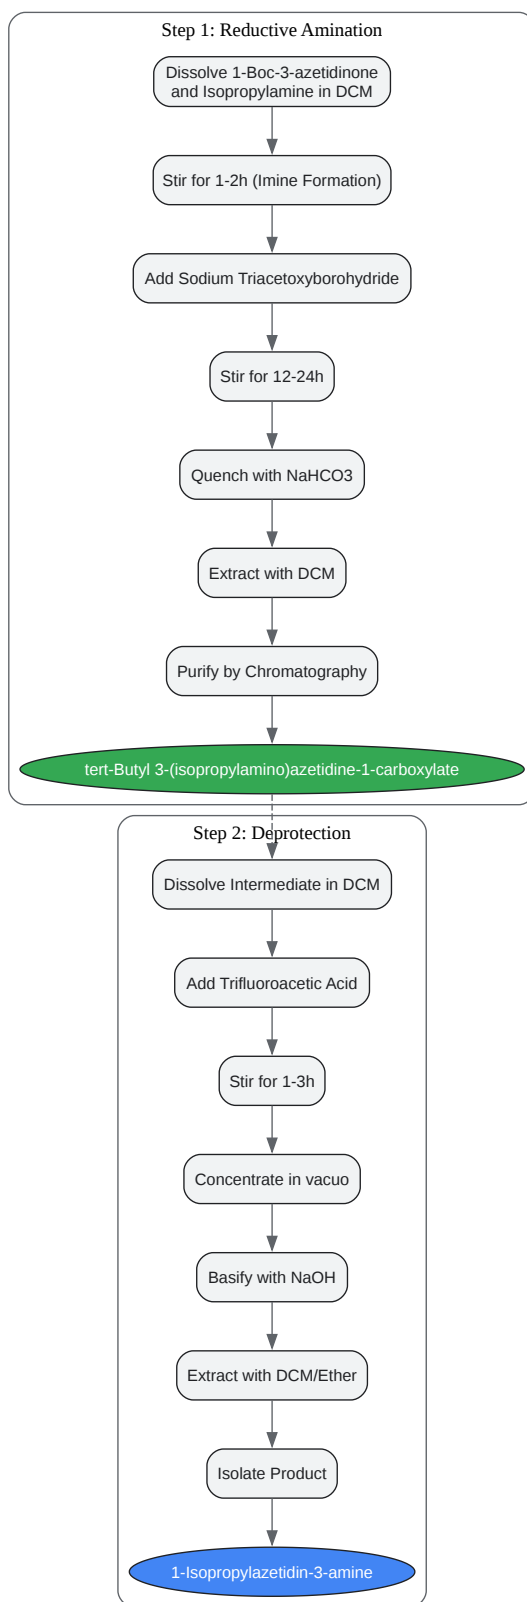 Step 1: Reductive Amination
Dissolve 1-Boc-3-azetidinone
and Isopropylamine in DCM
Stir for 1-2h (Imine Formation)
Add Sodium Triacetoxyborohydride
Stir for 12-24h
Quench with NaHCO3
Extract with DCM
Purify by Chromatography
tert-Butyl 3-(isopropylamino)azetidine-1-carboxylate
Step 2: Deprotection
Dissolve Intermediate in DCM
Add Trifluoroacetic Acid
Stir for 1-3h
Concentrate in vacuo
Basify with NaOH
Extract with DCM/Ether
Isolate Product
1-Isopropylazetidin-3-amine